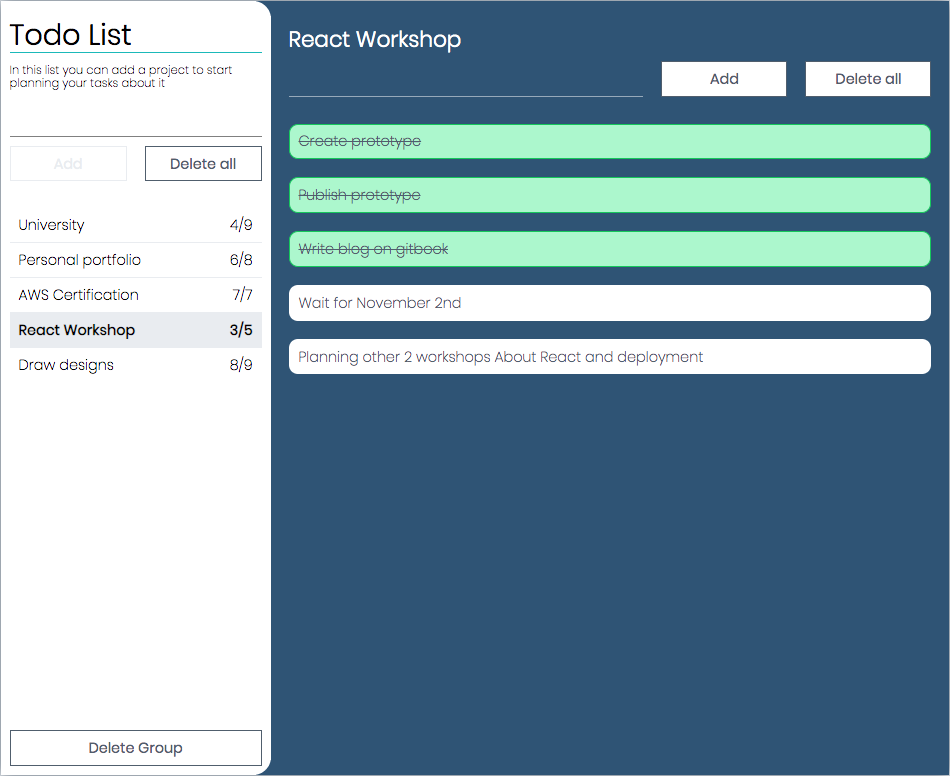 Todo List
In this list you can add a project to start
planning your tasks about it
Add
Delete all
University 4/9
Personal portfolio 6/8
AWS Certification 7/7
React Workshop 3/5
Draw designs 8/9
Delete Group
React Workshop
Add
Delete all
Create prototype
Publish prototype
Write blog on gitbook
Wait for November 2nd
Planning other 2 workshops About React and deployment